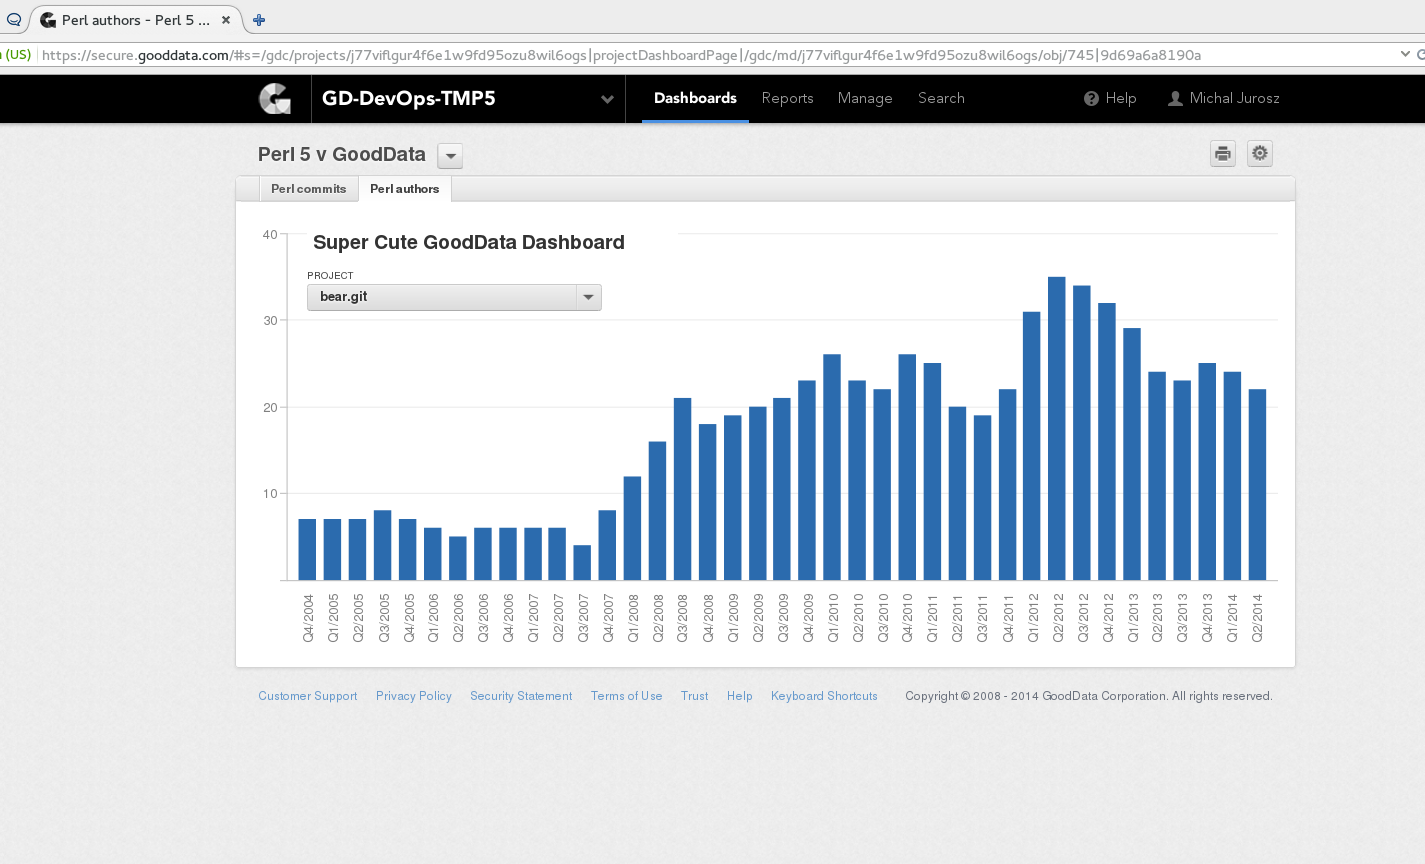 Perl authors - Perl 5 ...
(US) https://secure.gooddata.com/#s=/gdc/projects/j77viflgur4f6e1w9fd95ozu8wil6ogs|projectDashboardPage|/gdc/md/j77viflgur4f6e1w9fd95ozu8wil6ogs/obj/745|9d69a6a8190a
GD-DevOps-TMP5 Dashboards Reports Manage Search Help Michal Jurosz
Perl 5 v GoodData
Perl commits Perl authors
Super Cute GoodData Dashboard
PROJECT
bear.git
40
30
20
10
Q4/2004
Q1/2005
Q2/2005
Q3/2005
Q4/2005
Q1/2006
Q2/2006
Q3/2006
Q4/2006
Q1/2007
Q2/2007
Q3/2007
Q4/2007
Q1/2008
Q2/2008
Q3/2008
Q4/2008
Q1/2009
Q2/2009
Q3/2009
Q4/2009
Q1/2010
Q2/2010
Q3/2010
Q4/2010
Q1/2011
Q2/2011
Q3/2011
Q4/2011
Q1/2012
Q2/2012
Q3/2012
Q4/2012
Q1/2013
Q2/2013
Q3/2013
Q4/2013
Q1/2014
Q2/2014
Customer Support Privacy Policy Security Statement Terms of Use Trust Help Keyboard Shortcuts Copyright © 2008 - 2014 GoodData Corporation. All rights reserved.